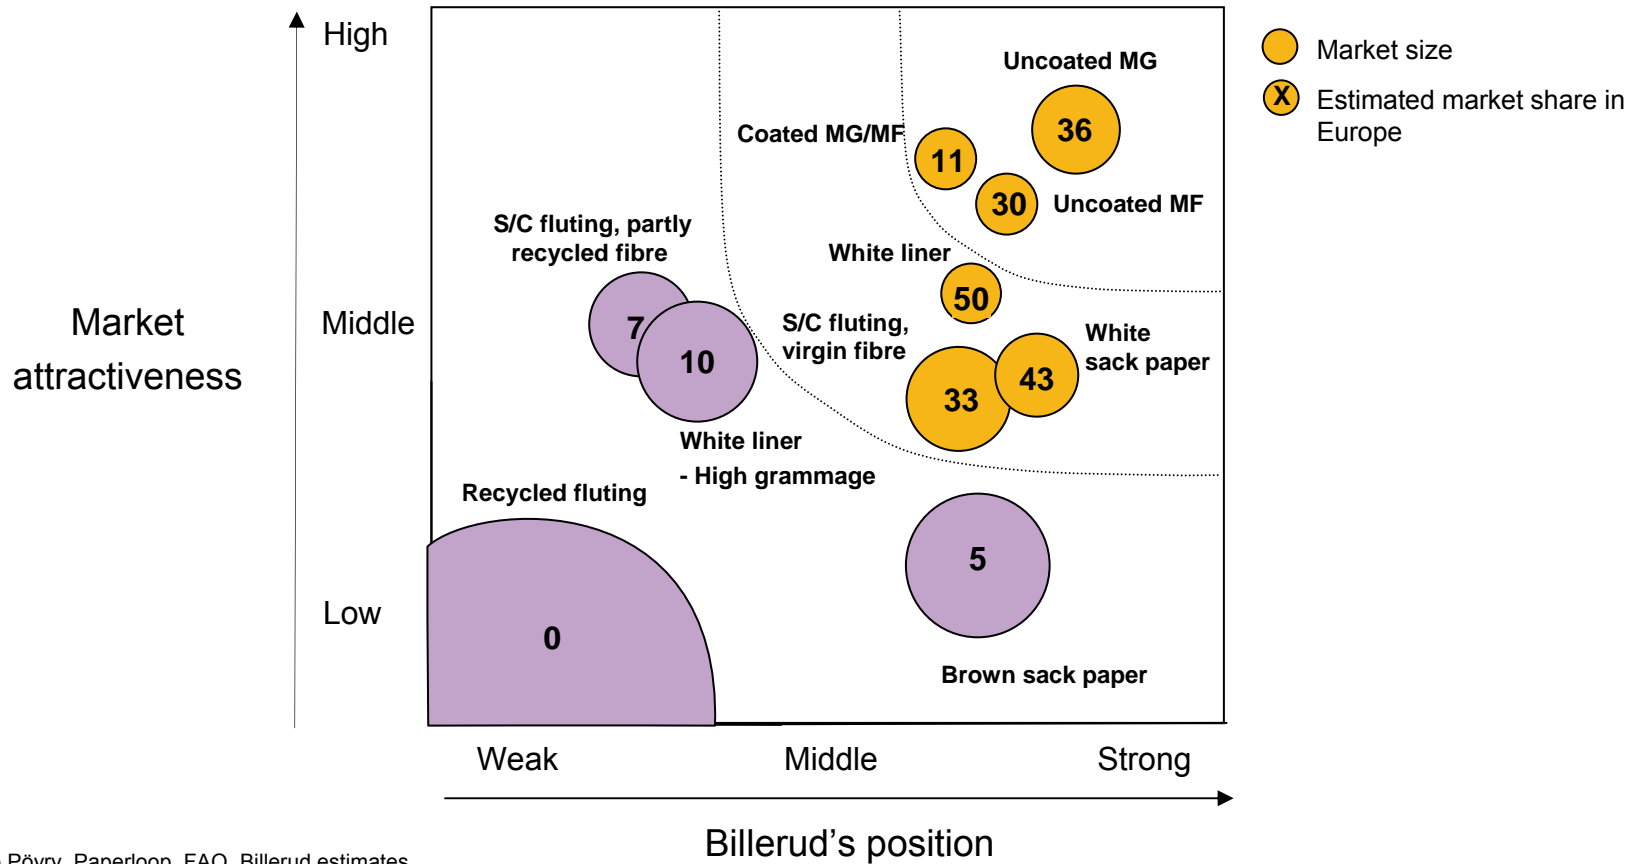 High
Uncoated MG
Market size
X
Estimated market share in
Europe
Coated MG/MF
36
11
30
Uncoated MF
S/C fluting, partly
recycled fibre
White liner
50
Market
attractiveness
Middle
7
10
S/C fluting,
virgin fibre
White
sack paper
33
43
White liner
- High grammage
Recycled fluting
5
Low
0
Brown sack paper
Weak
Middle
Strong
Billerud's position
Pöyry, Paperloop, FAO, Billerud estimates